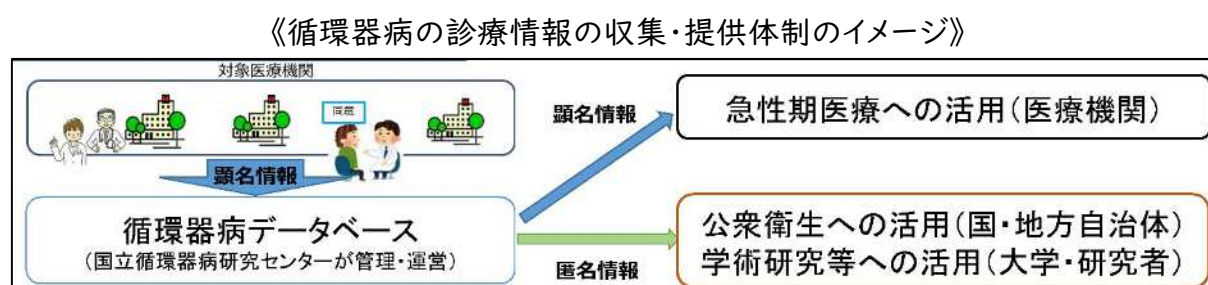 《循環器病の診療情報の収集・提供体制のイメージ》
対象医療機関
同意
顕名情報
顕名情報
急性期医療への活用(医療機関)
循環器病データベース
(国立循環器病研究センターが管理・運営)
匿名情報
公衆衛生への活用(国・地方自治体)
学術研究等への活用(大学・研究者)